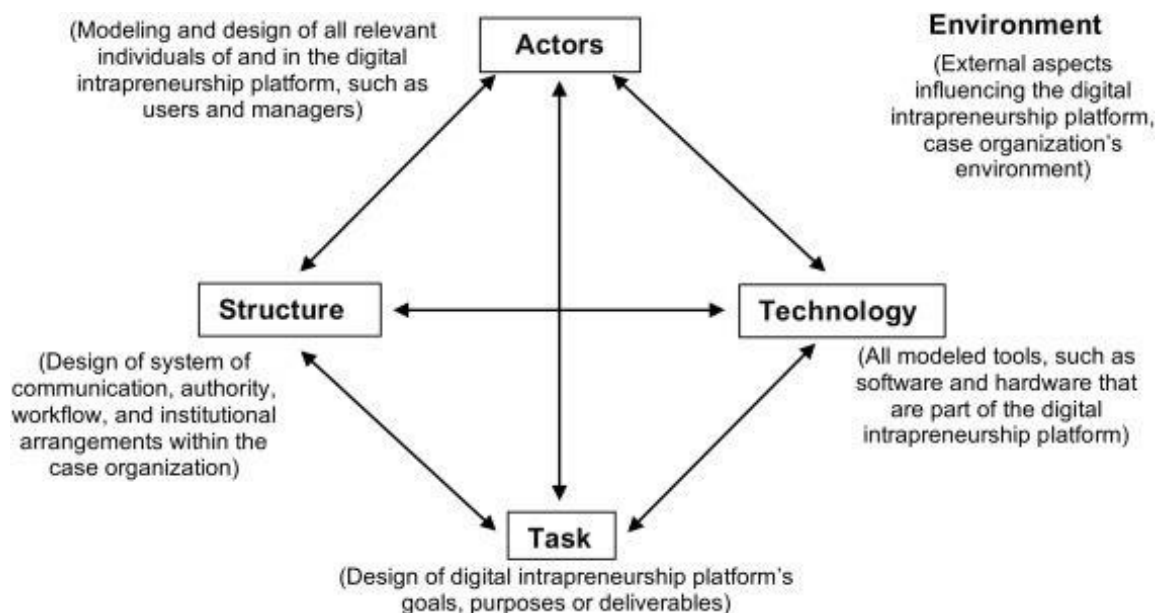 Actors
(Modeling and design of all relevant
individuals of and in the digital
intrapreneurship platform, such as
users and managers)
Environment
(External aspects
influencing the digital
intrapreneurship platform,
case organization's
environment)
Structure
(Design of system of
communication, authority,
workflow, and institutional
arrangements within the
case organization)
Technology
(All modeled tools, such as
software and hardware that
are part of the digital
intrapreneurship platform)
Task
(Design of digital intrapreneurship platform's
goals, purposes or deliverables)